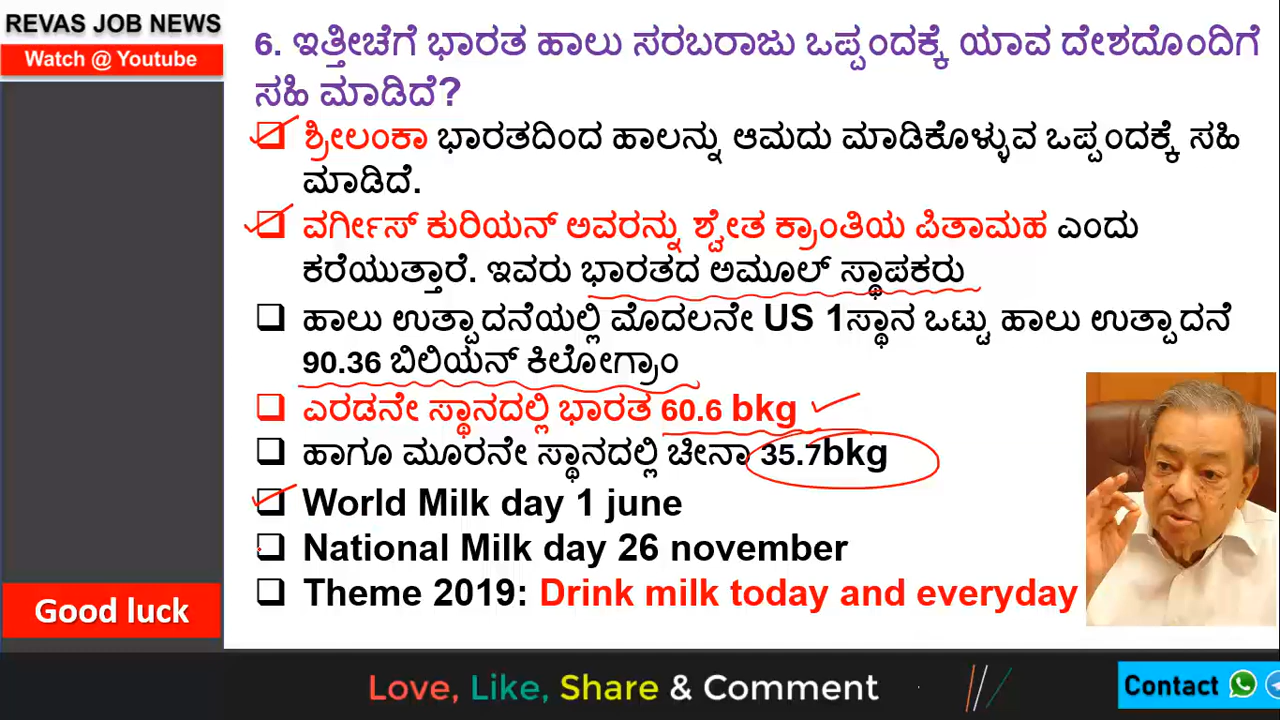 REVAS JOB NEWS
Watch @ Youtube
6. ಇತ್ತೀಚೆಗೆ ಭಾರತ ಹಾಲು ಸರಬರಾಜು ಒಪ್ಪಂದಕ್ಕೆ ಯಾವ ದೇಶದೊಂದಿಗೆ
ಸಹಿ ಮಾಡಿದೆ?
ಶ್ರೀಲಂಕಾ ಭಾರತದಿಂದ ಹಾಲನ್ನು ಆಮದು ಮಾಡಿಕೊಳ್ಳುವ ಒಪ್ಪಂದಕ್ಕೆ ಸಹಿ
ಮಾಡಿದೆ.
ವರ್ಗೀಸ್ ಕುರಿಯನ್ ಅವರನ್ನು ಶ್ವೇತ ಕ್ರಾಂತಿಯ ಪಿತಾಮಹ ಎಂದು
ಕರೆಯುತ್ತಾರೆ. ಇವರು ಭಾರತದ ಅಮೂಲ್ ಸ್ಥಾಪಕರು
ಹಾಲು ಉತ್ಪಾದನೆಯಲ್ಲಿ ಮೊದಲನೇ US 1ಸ್ಥಾನ ಒಟ್ಟು ಹಾಲು ಉತ್ಪಾದನೆ
90.36 ಬಿಲಿಯನ್ ಕಿಲೋಗ್ರಾಂ
ಎರಡನೇ ಸ್ಥಾನದಲ್ಲಿ ಭಾರತ 60.6 bkg
ಹಾಗೂ ಮೂರನೇ ಸ್ಥಾನದಲ್ಲಿ ಚೀನಾ 35.7bkg
World Milk day 1 june
National Milk day 26 november
Theme 2019: Drink milk today and everyday
Good luck
Love, Like, Share & Comment
Contact